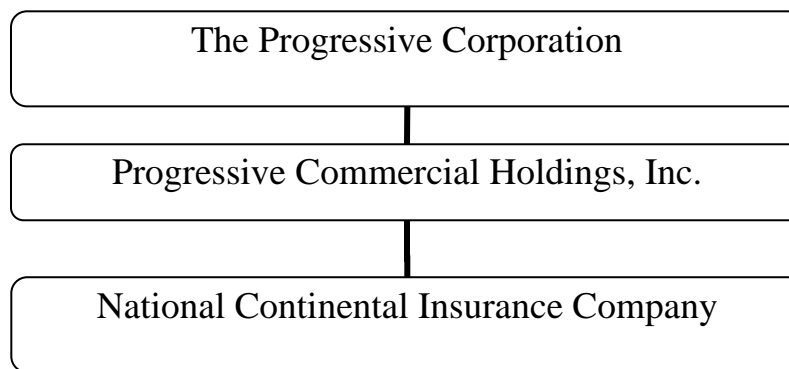 The Progressive Corporation
Progressive Commercial Holdings, Inc.
National Continental Insurance Company